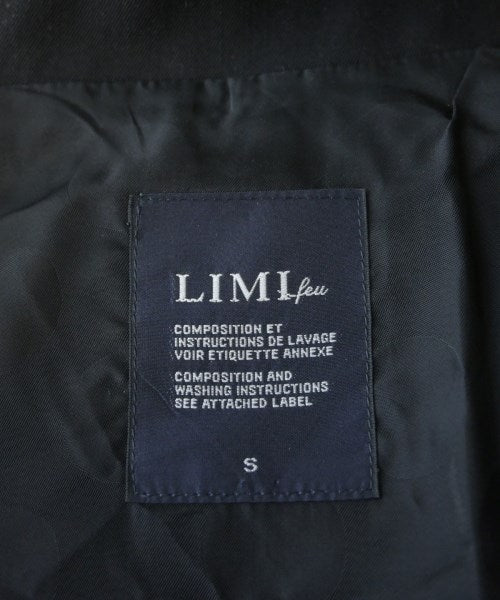 LIMI feu
COMPOSITION ET
INSTRUCTIONS DE LAVAGE
VOIR ETIQUETTE ANNEXE
COMPOSITION AND
WASHING INSTRUCTIONS
SEE ATTACHED LABEL
S